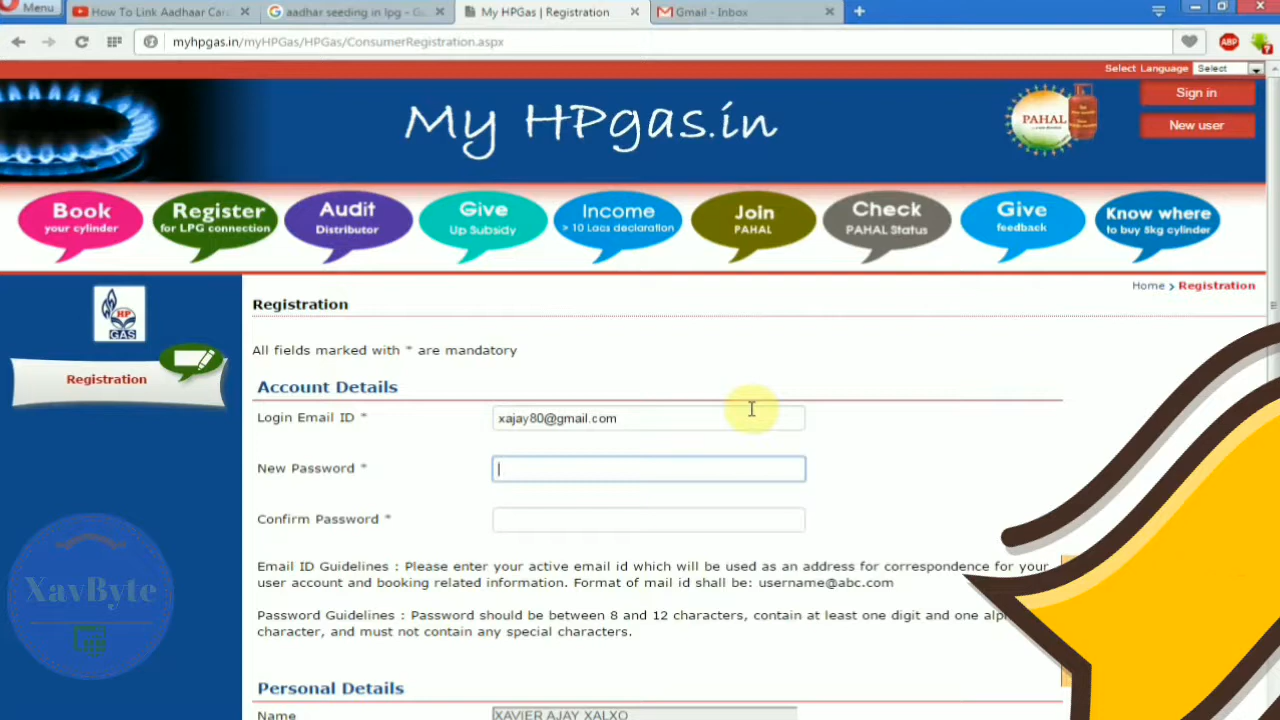 Menu
How To Link Aadhaar Car
aadhar seeding in lpg - G
My HPGas | Registration
Gmail - Inbox
ABP
myhpgas.in/myHPGas/HPGas/ConsumerRegistration.aspx
Select Language Select
My HPgas.in
PAHAL
Sign in
New user
Book your cylinder
Register for LPG connection
Audit Distributor
Give Up Subsidy
Income > 10 Lacs declaration
Join PAHAL
Check PAHAL Status
Give feedback
Know where to buy 5kg cylinder
Home > Registration
HP GAS
Registration
Registration
All fields marked with * are mandatory
Account Details
Login Email ID * xajay80@gmail.com
New Password *
Confirm Password *
Email ID Guidelines : Please enter your active email id which will be used as an address for correspondence for your
user account and booking related information. Format of mail id shall be: username@abc.com
Password Guidelines : Password should be between 8 and 12 characters, contain at least one digit and one alp
character, and must not contain any special characters.
XavByte
Personal Details
Name XAVIER AJAY XALXO